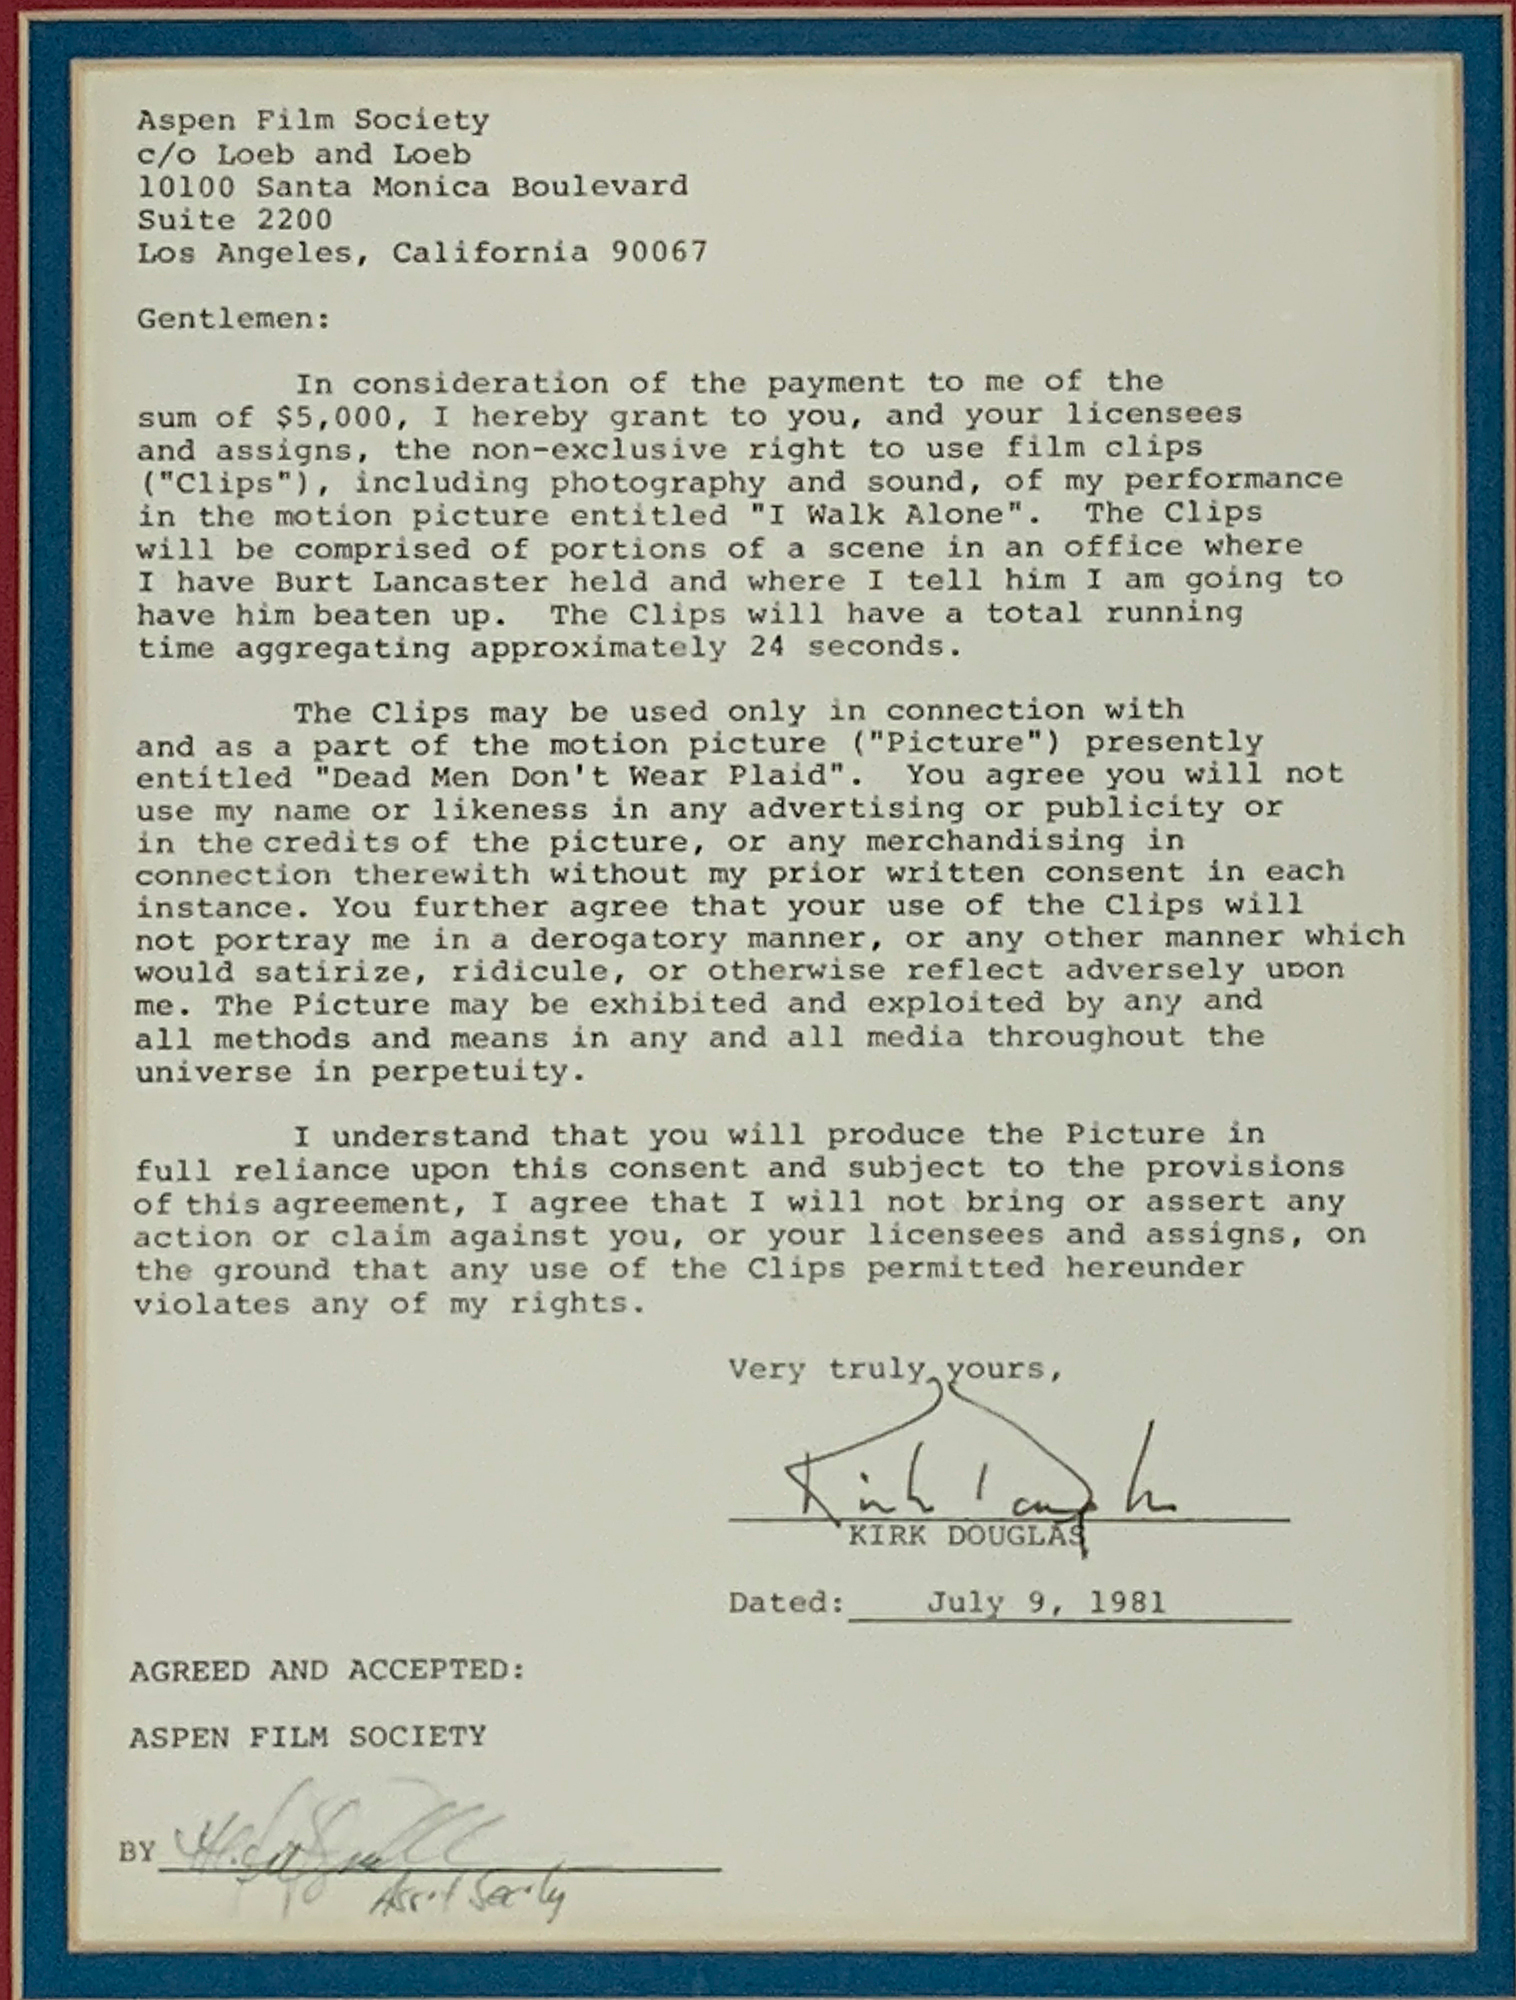 Aspen Film Society
c/o Loeb and Loeb
10100 Santa Monica Boulevard
Suite 2200
Los Angeles, California 90067
Gentlemen:
In consideration of the payment to me of the
sum of $5,000, I hereby grant to you, and your licensees
and assigns, the non-exclusive right to use film clips
("Clips"), including photography and sound, of my performance
in the motion picture entitled "I Walk Alone". The Clips
will be comprised of portions of a scene in an office where
I have Burt Lancaster held and where I tell him I am going to
have him beaten up. The Clips will have a total running
time aggregating approximately 24 seconds.
The Clips may be used only in connection with
and as a part of the motion picture ("Picture") presently
entitled "Dead Men Don't Wear Plaid". You agree you will not
use my name or likeness in any advertising or publicity or
in the credits of the picture, or any merchandising in
connection therewith without my prior written consent in each
instance. You further agree that your use of the Clips will
not portray me in a derogatory manner, or any other manner which
would satirize, ridicule, or otherwise reflect adversely upon
me. The Picture may be exhibited and exploited by any and
all methods and means in any and all media throughout the
universe in perpetuity.
I understand that you will produce the Picture in
full reliance upon this consent and subject to the provisions
of this agreement, I agree that I will not bring or assert any
action or claim against you, or your licensees and assigns, on
the ground that any use of the Clips permitted hereunder
violates any of my rights.
Very truly yours,
Kirk Douglas
KIRK DOUGLAS
Dated: July 9, 1981
AGREED AND ACCEPTED:
ASPEN FILM SOCIETY
BY